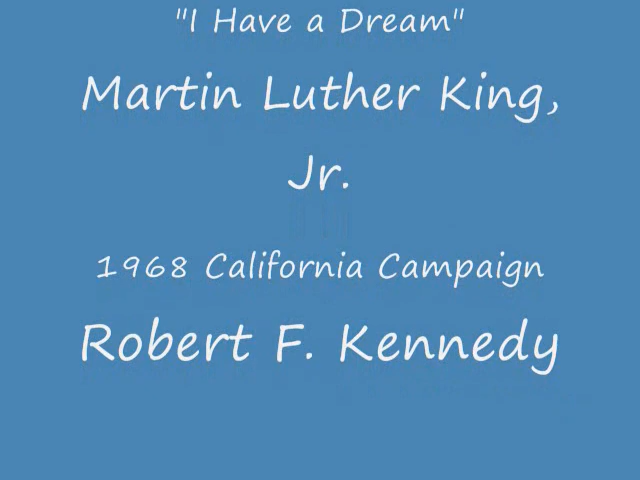 "I Have a Dream"
Martin Luther King,
Jr.
1968 California Campaign
Robert F. Kennedy